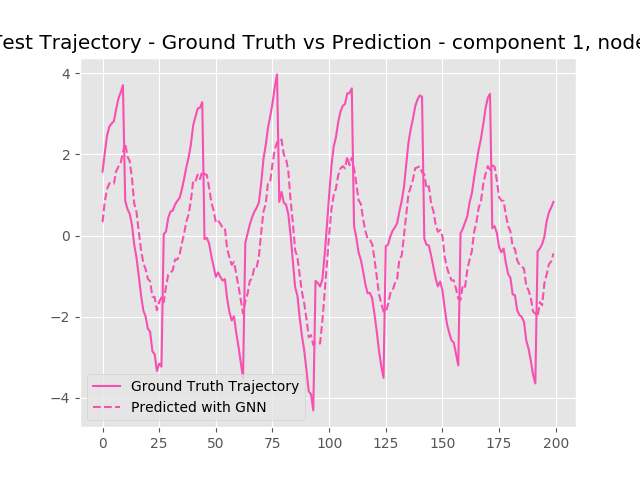 Test Trajectory - Ground Truth vs Prediction - component 1, node
4
2
0
−2
−4
Ground Truth Trajectory
Predicted with GNN
0 25 50 75 100 125 150 175 200